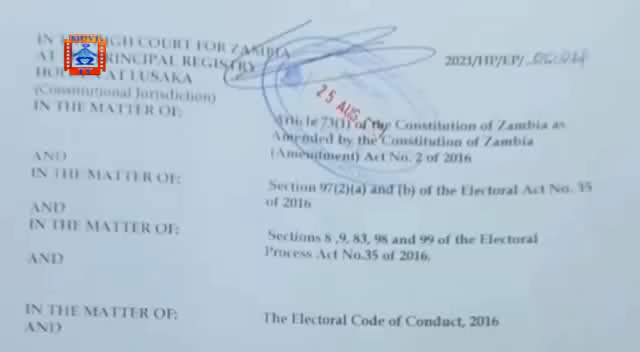 IN THE HIGH COURT FOR ZAMBIA
AT THE PRINCIPAL REGISTRY
HOLDEN AT LUSAKA
(Constitutional Jurisdiction)
2021/HP/EP/
25 AUG
IN THE MATTER OF:
Article 73(1) of the Constitution of Zambia as
Amended by the Constitution of Zambia
(Amendment) Act No. 2 of 2016
AND
IN THE MATTER OF:
Section 97(2)(a) and (b) of the Electoral Act No. 35
of 2016
AND
IN THE MATTER OF:
Sections 8 ,9, 83, 98 and 99 of the Electoral
Process Act No.35 of 2016.
AND
IN THE MATTER OF:
The Electoral Code of Conduct, 2016
AND